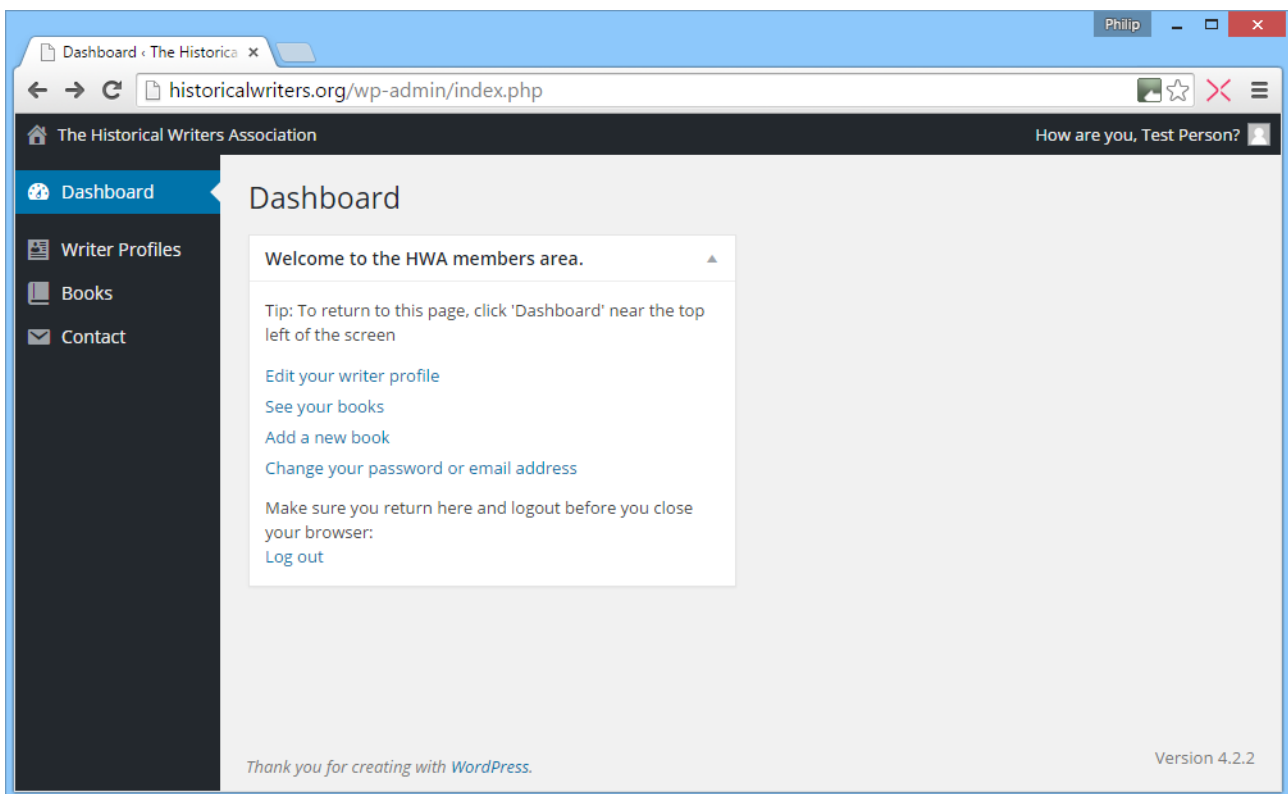 Philip
Dashboard ‹ The Historica
historicalwriters.org/wp-admin/index.php
The Historical Writers Association
How are you, Test Person?
Dashboard
Writer Profiles
Books
Contact
Dashboard
Welcome to the HWA members area.
Tip: To return to this page, click 'Dashboard' near the top
left of the screen
Edit your writer profile
See your books
Add a new book
Change your password or email address
Make sure you return here and logout before you close
your browser:
Log out
Thank you for creating with WordPress.
Version 4.2.2